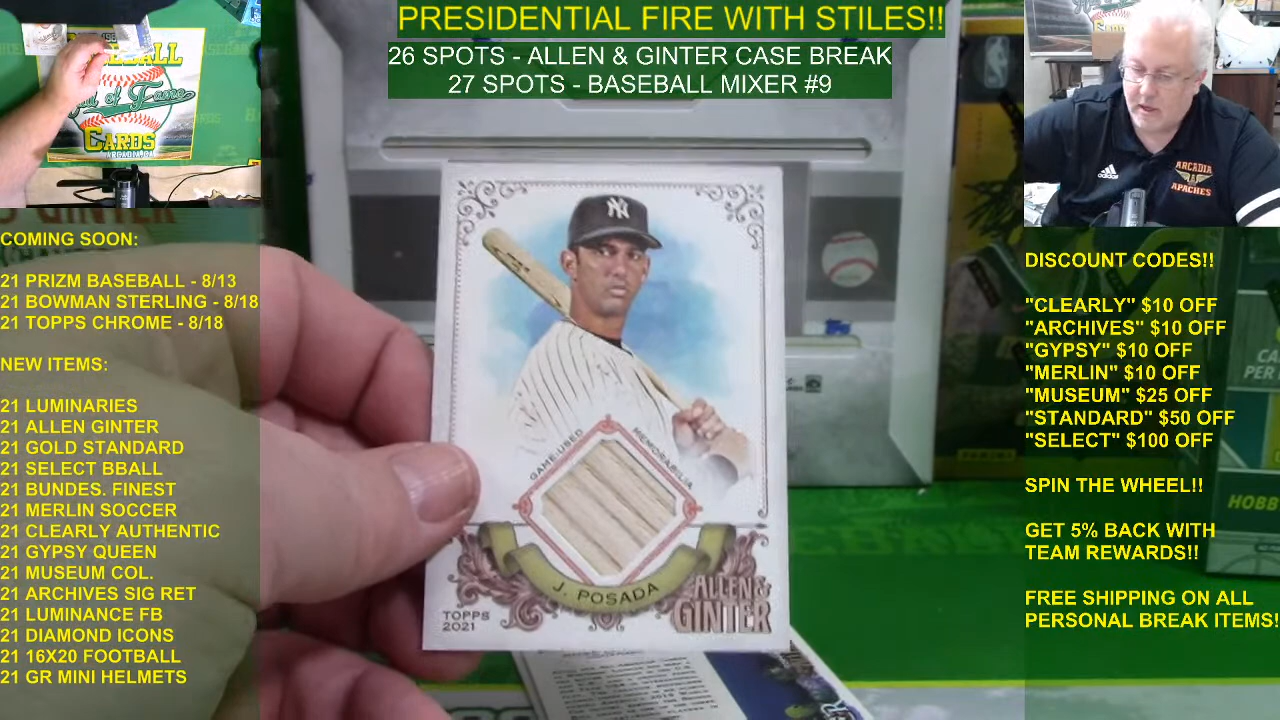 PRESIDENTIAL FIRE WITH STILES!!
26 SPOTS - ALLEN & GINTER CASE BREAK
27 SPOTS - BASEBALL MIXER #9
CARDS
COMING SOON:
21 PRIZM BASEBALL - 8/13
21 BOWMAN STERLING - 8/18
21 TOPPS CHROME - 8/18
NEW ITEMS:
21 LUMINARIES
21 ALLEN GINTER
21 GOLD STANDARD
21 SELECT BBALL
21 BUNDES. FINEST
21 MERLIN SOCCER
21 CLEARLY AUTHENTIC
21 GYPSY QUEEN
21 MUSEUM COL.
21 ARCHIVES SIG RET
21 LUMINANCE FB
21 DIAMOND ICONS
21 16X20 FOOTBALL
21 GR MINI HELMETS
NY
GAME-USED
MEMORABILIA
J. POSADA
TOPPS
2021
ALLEN &
GINTER
adidas
ARCADIA
APACHES
DISCOUNT CODES!!
"CLEARLY" $10 OFF
"ARCHIVES" $10 OFF
"GYPSY" $10 OFF
"MERLIN" $10 OFF
"MUSEUM" $25 OFF
"STANDARD" $50 OFF
"SELECT" $100 OFF
SPIN THE WHEEL!!
GET 5% BACK WITH
TEAM REWARDS!!
FREE SHIPPING ON ALL
PERSONAL BREAK ITEMS!